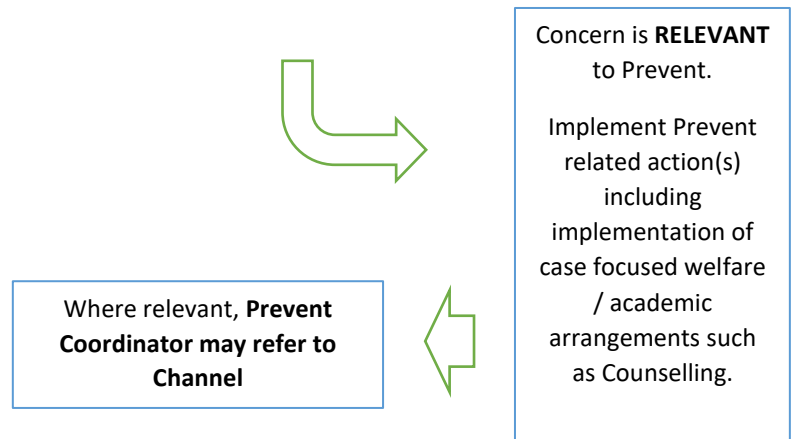 Concern is RELEVANT
to Prevent.
Implement Prevent
related action(s)
including
implementation of
case focused welfare
/ academic
arrangements such
as Counselling.
Where relevant, Prevent
Coordinator may refer to
Channel